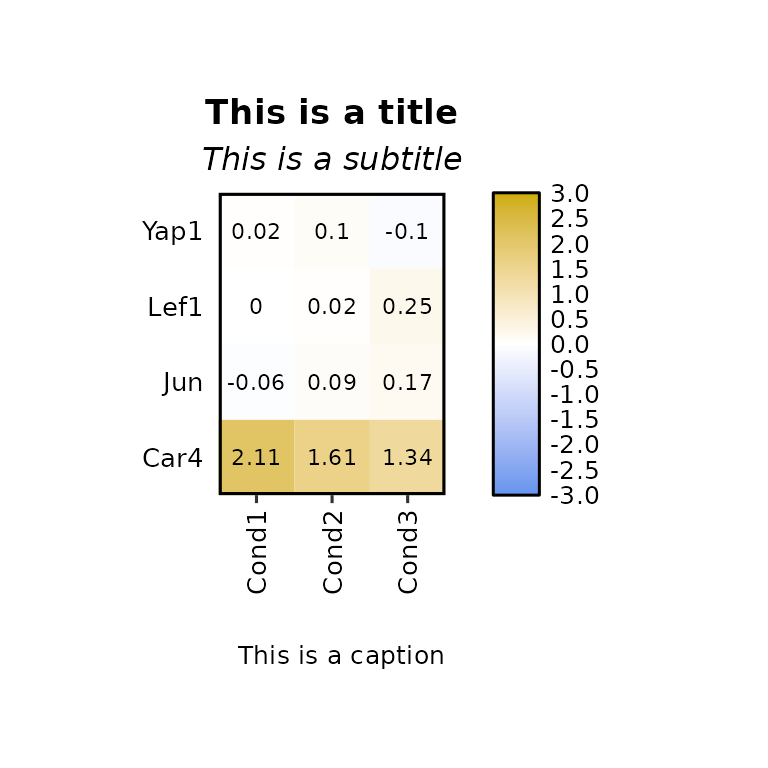 This is a title
This is a subtitle
Yap1 0.02 0.1 -0.1
Lef1 0 0.02 0.25
Jun -0.06 0.09 0.17
Car4 2.11 1.61 1.34
Cond1 Cond2 Cond3
3.0
2.5
2.0
1.5
1.0
0.5
0.0
-0.5
-1.0
-1.5
-2.0
-2.5
-3.0
This is a caption